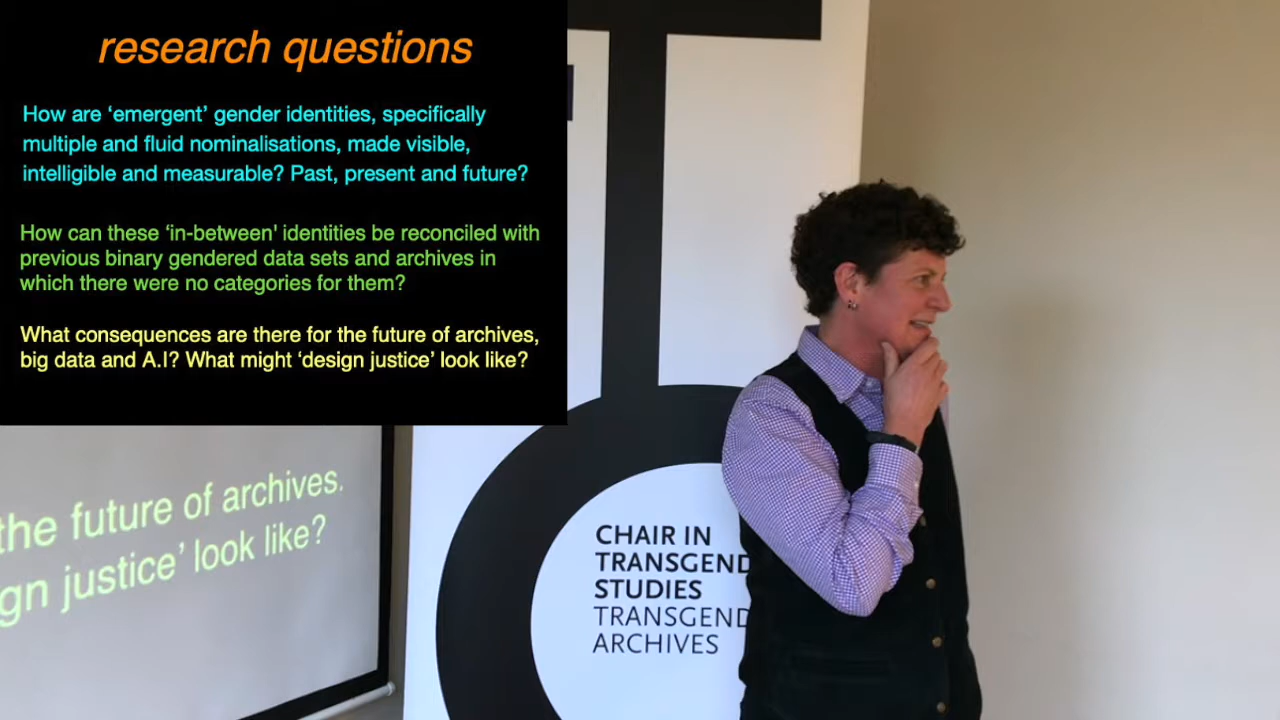 research questions
How are ‘emergent’ gender identities, specifically
multiple and fluid nominalisations, made visible,
intelligible and measurable? Past, present and future?
How can these ‘in-between' identities be reconciled with
previous binary gendered data sets and archives in
which there were no categories for them?
What consequences are there for the future of archives,
big data and A.I? What might ‘design justice’ look like?
the future of archives.
gn justice’ look like?
CHAIR IN
TRANSGEND
STUDIES
TRANSGEND
ARCHIVES